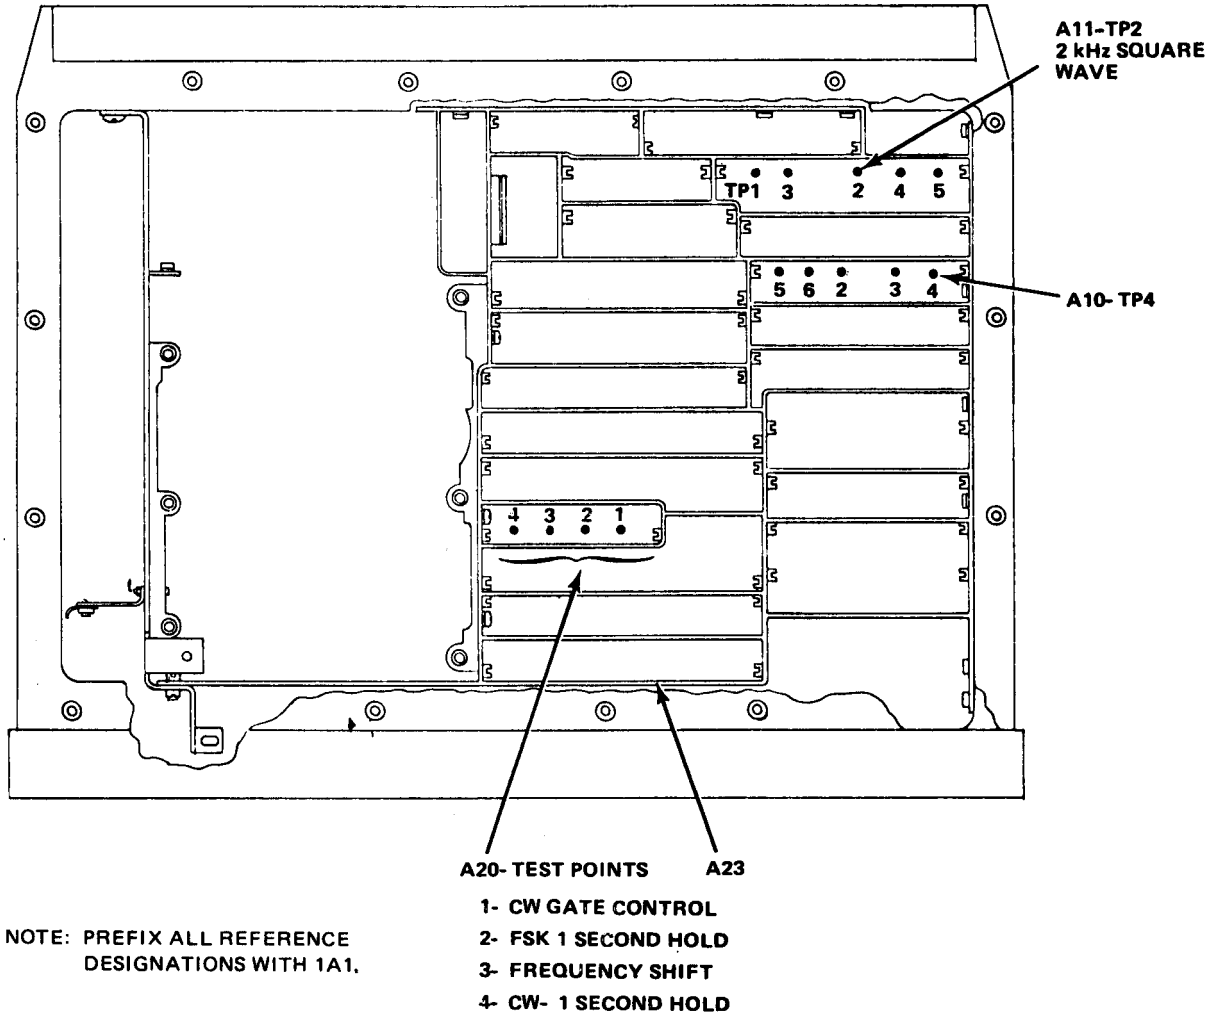 A11-TP2
2 kHz SQUARE
WAVE
TP1 3 2 4 5
5 6 2 3 4
A10- TP4
4 3 2 1
A20- TEST POINTS
A23
1- CW GATE CONTROL
2- FSK 1 SECOND HOLD
3- FREQUENCY SHIFT
4- CW- 1 SECOND HOLD
NOTE: PREFIX ALL REFERENCE
DESIGNATIONS WITH 1A1.